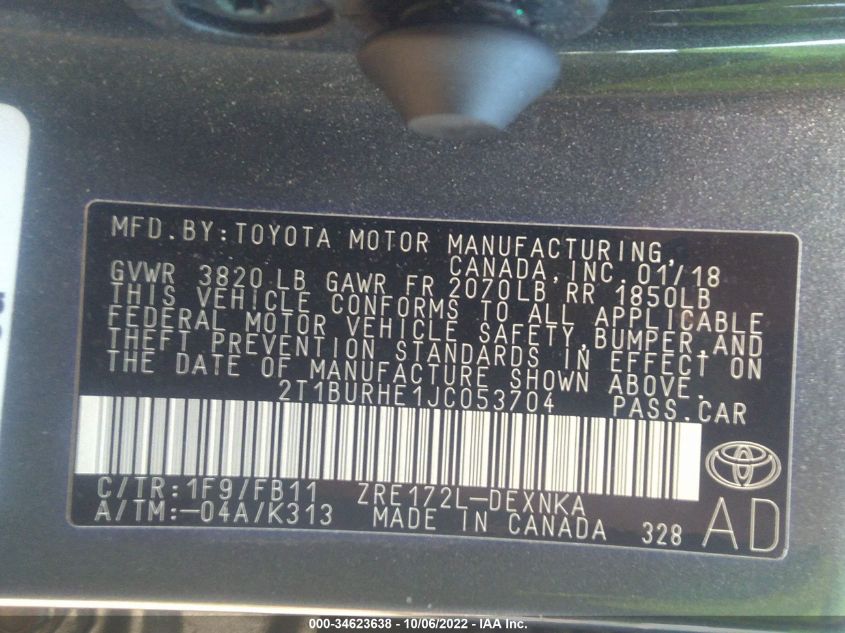 MFD.BY:TOYOTA MOTOR MANUFACTURING,
CANADA,INC.01/18
GVWR 3820 LB GAWR FR 2070LB RR 1850LB
THIS VEHICLE CONFORMS TO ALL APPLICABLE
FEDERAL MOTOR VEHICLE SAFETY,BUMPER,AND
THEFT PREVENTION STANDARDS IN EFFECT ON
THE DATE OF MANUFACTURE SHOWN ABOVE.
2T1BURHE1JC053704 PASS.CAR
C/TR:1F9/FB11 ZRE172L-DEXNKA
A/TM:-04A/K313 MADE IN CANADA 328 AD
000-34623638 - 10/06/2022 - IAA Inc.